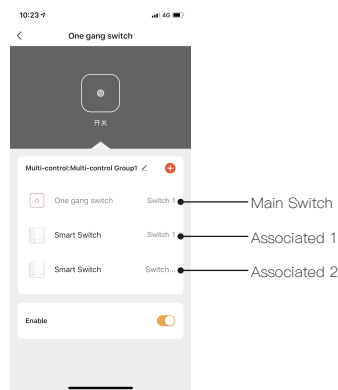 10:23
4G
One gang switch
开关
Multi-control:Multi-control Group1
One gang switch Switch 1
Main Switch
Smart Switch Switch 1
Associated 1
Smart Switch Switch...
Associated 2
Enable